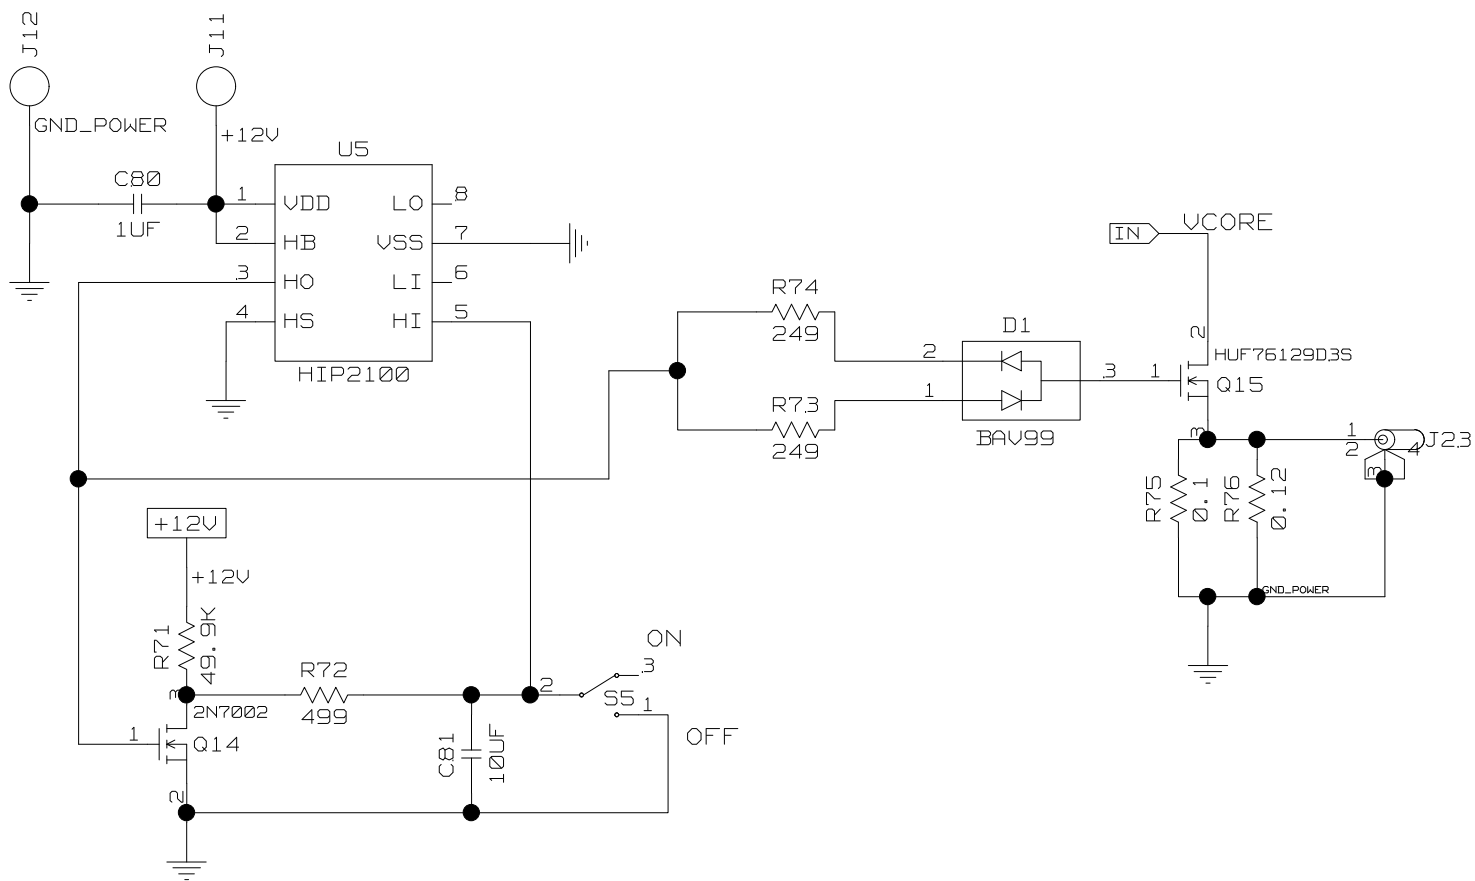 J12
J11
GND_POWER
+12V
U5
C80
1UF
1
2
3
4
VDD
HB
HO
HS
LO
VSS
LI
HI
8
7
6
5
HIP2100
R74
249
R73
249
D1
2
1
3
BAV99
IN
VCORE
2
HUF76129D3S
1
Q15
3
R75
0.1
R76
0.12
1
2
3
4
J23
GND_POWER
+12V
+12V
R71
49.9K
3
2N7002
1
Q14
2
R72
499
C81
10UF
2
ON
3
S5
1
OFF